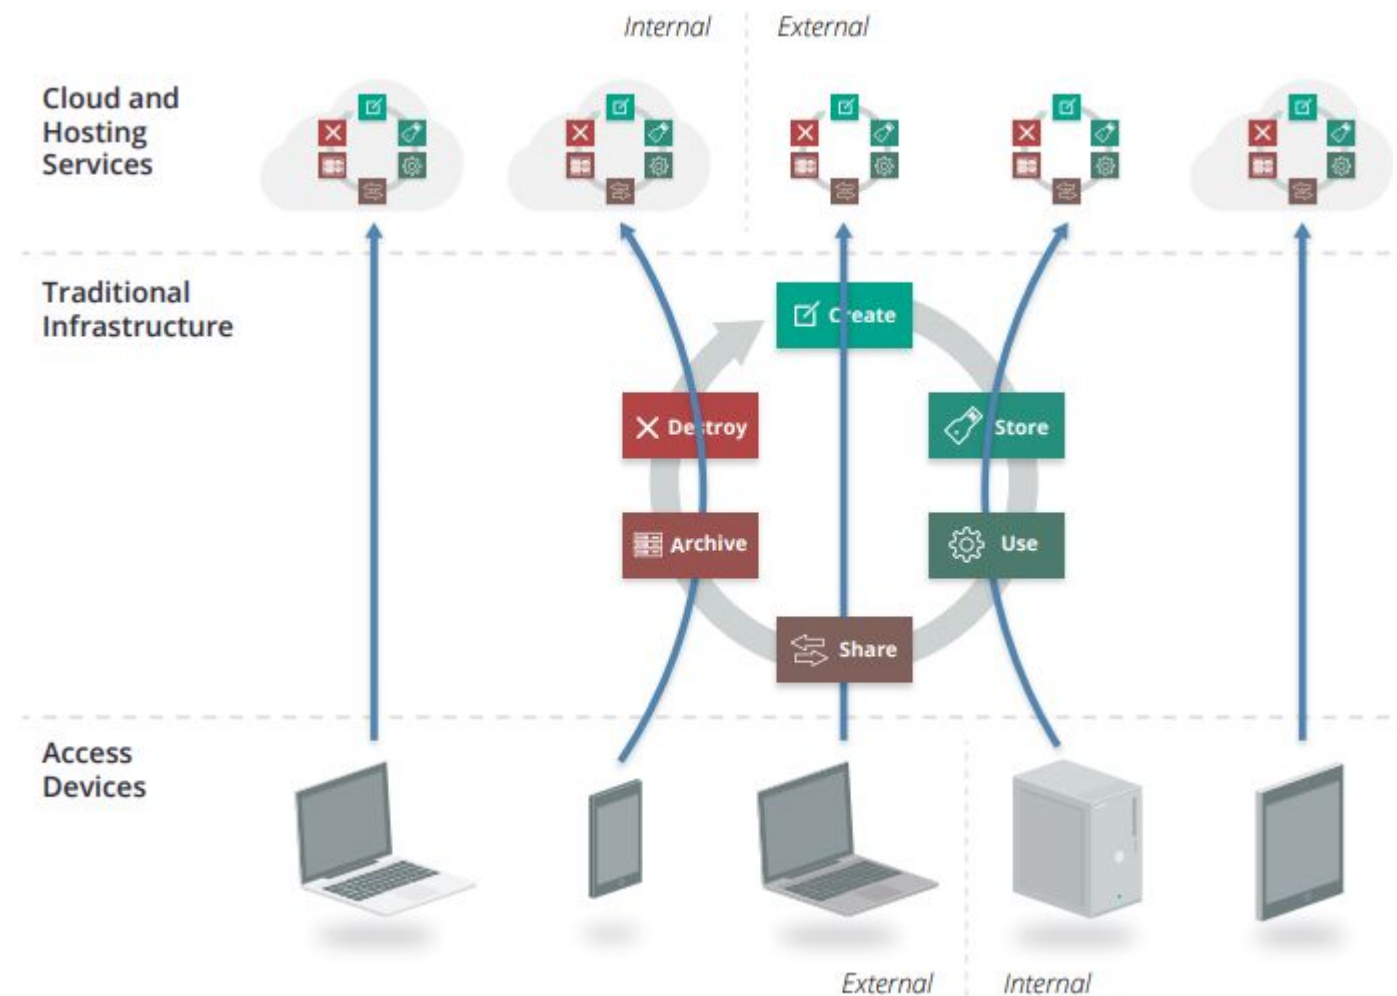 Internal
External
Cloud and
Hosting
Services
Traditional
Infrastructure
Create
Destroy
Store
Archive
Use
Share
Access
Devices
External
Internal